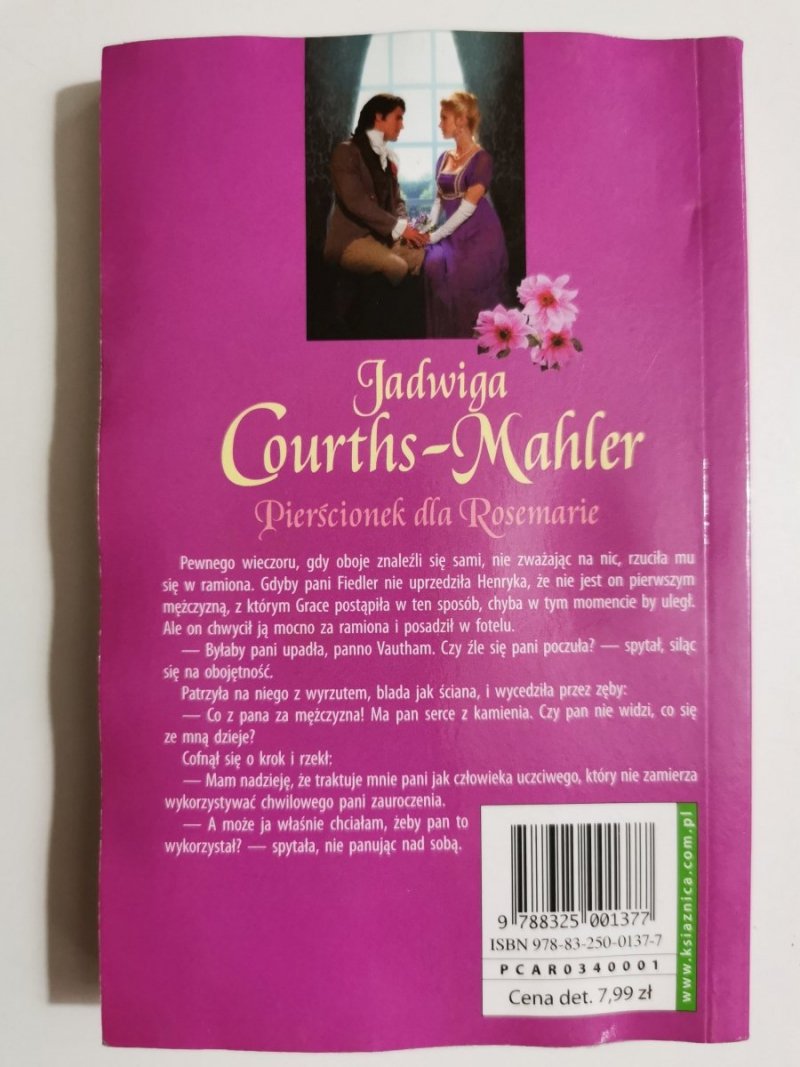 Jadwiga
Courths-Mahler
Pierścionek dla Rosemarie
Pewnego wieczoru, gdy oboje znaleźli się sami, nie zważając na nic, rzuciła mu
się w ramiona. Gdyby pani Fiedler nie uprzedziła Henryka, że nie jest on pierwszym
mężczyzną, z którym Grace postąpiła w ten sposób, chyba w tym momencie by uległ.
Ale on chwycił ją mocno za ramiona i posadził w fotelu.
— Byłaby pani upadła, panno Vautham. Czy źle się pani poczuła? — spytał, siląc
się na obojętność.
Patrzyła na niego z wyrzutem, blada jak ściana, i wycedziła przez zęby:
— Co z pana za mężczyzna! Ma pan serce z kamienia. Czy pan nie widzi, co się
ze mną dzieje?
Cofnął się o krok i rzekł:
— Mam nadzieję, że traktuje mnie pani jak człowieka uczciwego, który nie zamierza
wykorzystywać chwilowego pani zauroczenia.
— A może ja właśnie chciałam, żeby pan to
wykorzystał? — spytała, nie panując nad sobą.
9 788325 001377
ISBN 978-83-250-0137-7
PCAR0340001
Cena det. 7,99 zł
www.ksiaznica.com.pl